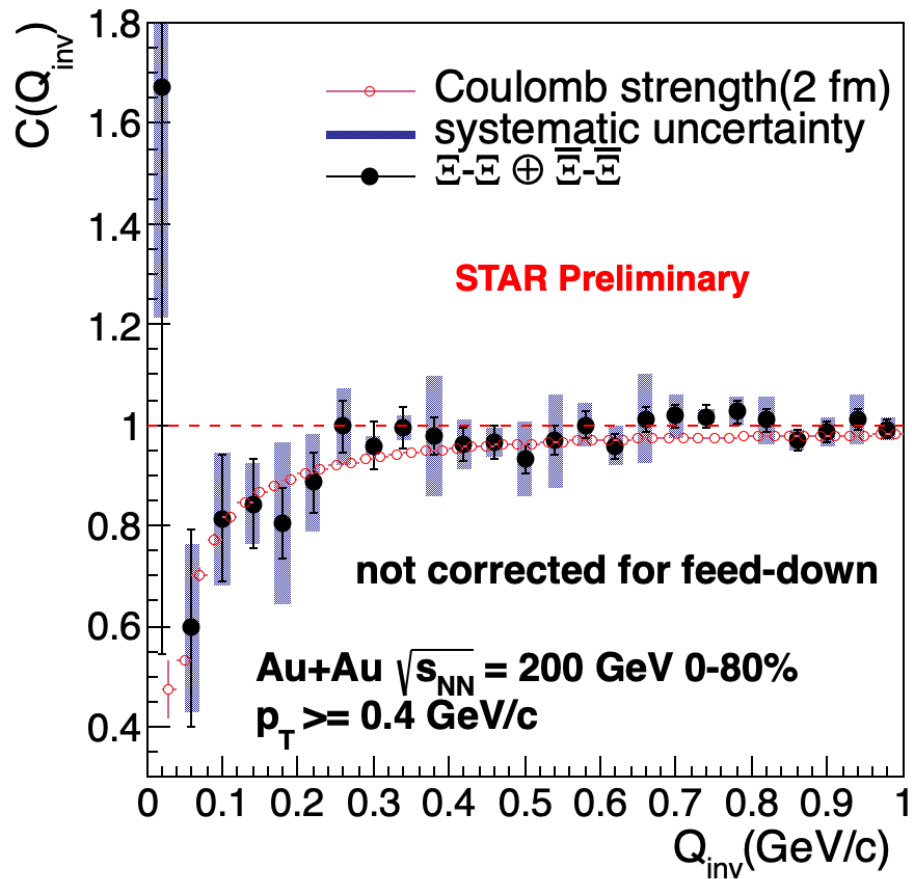 C(Q_inv)
1.8
1.6
1.4
1.2
1
0.8
0.6
0.4
Coulomb strength(2 fm)
systematic uncertainty
Ξ-Ξ ⊕ Ξ̅-Ξ̅
STAR Preliminary
not corrected for feed-down
Au+Au √s_NN = 200 GeV 0-80%
p_T >= 0.4 GeV/c
0 0.1 0.2 0.3 0.4 0.5 0.6 0.7 0.8 0.9 1
Q_inv(GeV/c)